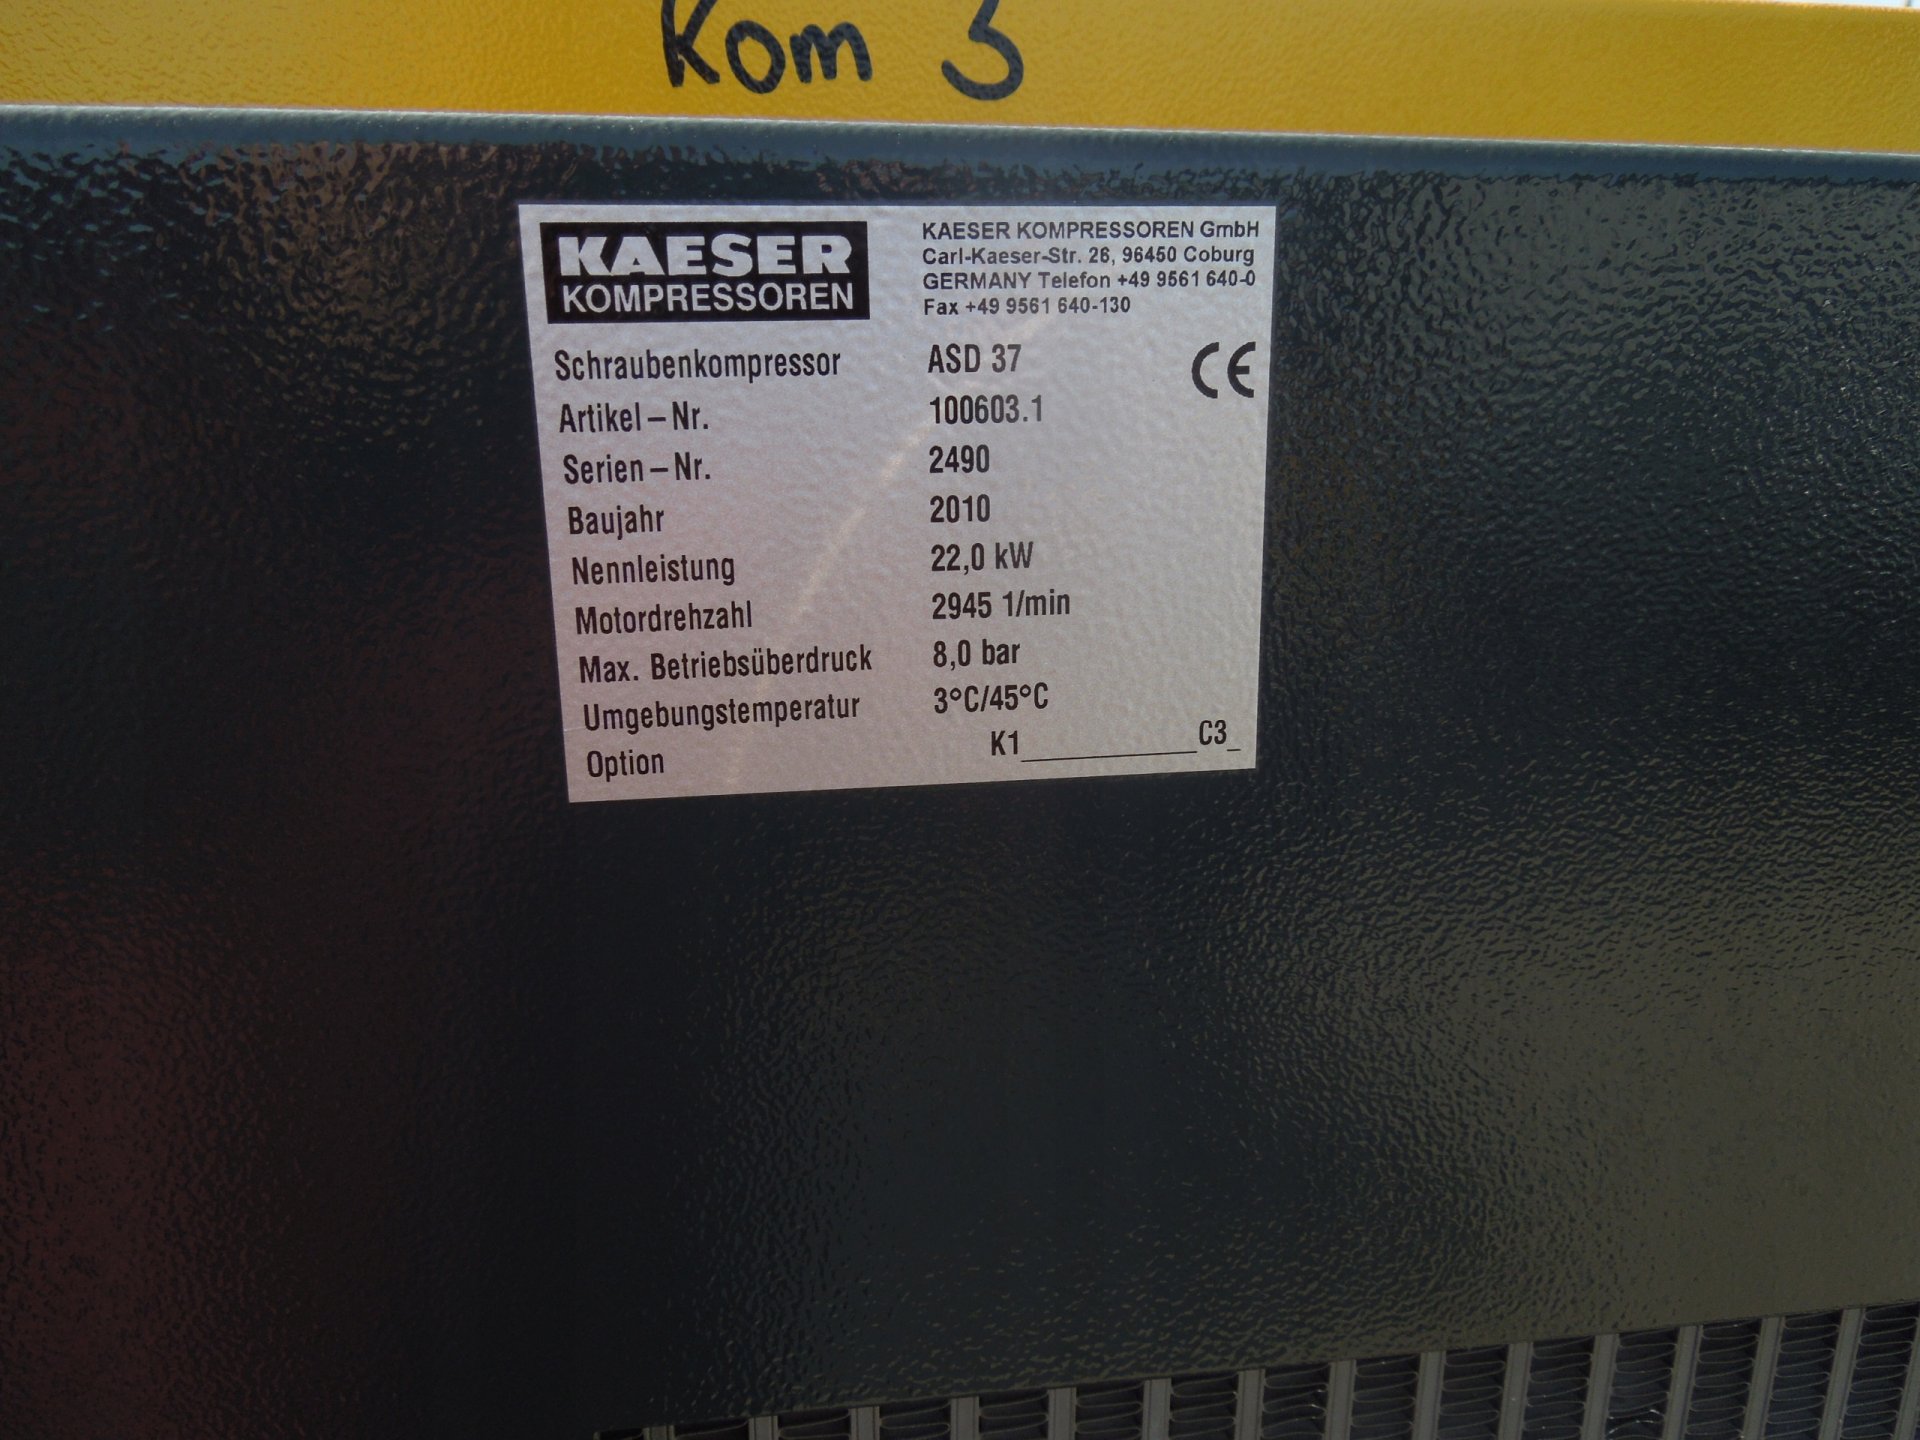 Kom 3
KAESER
KOMPRESSOREN
KAESER KOMPRESSOREN GmbH
Carl-Kaeser-Str. 26, 96450 Coburg
GERMANY Telefon +49 9561 640-0
Fax +49 9561 640-130
CE
Schraubenkompressor ASD 37
Artikel-Nr. 100603.1
Serien-Nr. 2490
Baujahr 2010
Nennleistung 22,0 kW
Motordrehzahl 2945 1/min
Max. Betriebsüberdruck 8,0 bar
Umgebungstemperatur 3°C/45°C
Option K1__________C3_